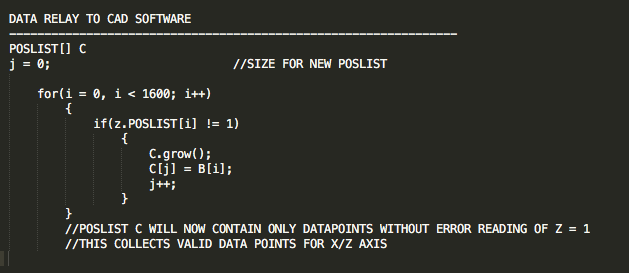 DATA RELAY TO CAD SOFTWARE
----------------------------------------------------------------
POSLIST[] C
j = 0; //SIZE FOR NEW POSLIST
for(i = 0, i < 1600; i++)
{
if(z.POSLIST[i] != 1)
{
C.grow();
C[j] = B[i];
j++;
}
}
//POSLIST C WILL NOW CONTAIN ONLY DATAPOINTS WITHOUT ERROR READING OF Z = 1
//THIS COLLECTS VALID DATA POINTS FOR X/Z AXIS